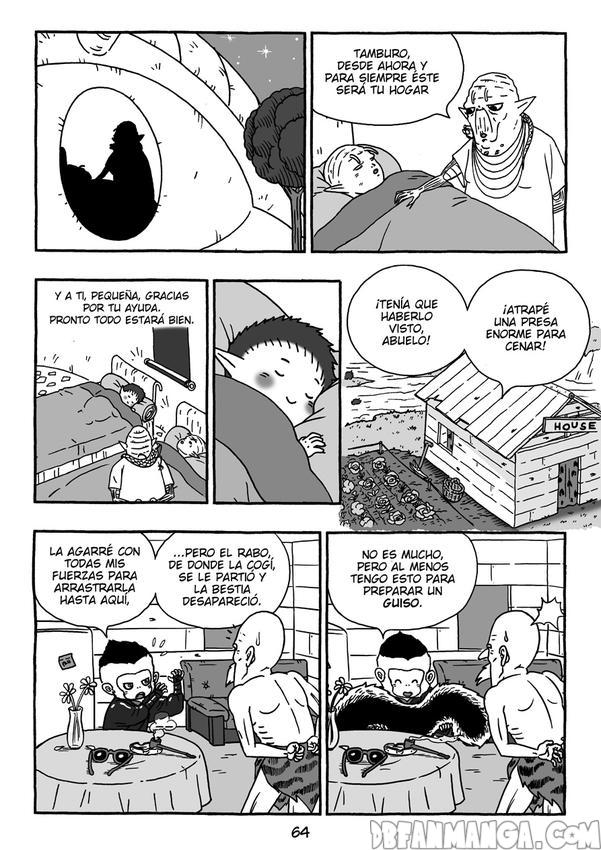 TAMBURO,
DESDE AHORA Y
PARA SIEMPRE ÉSTE
SERÁ TU HOGAR
Y A TI, PEQUEÑA, GRACIAS
POR TU AYUDA.
PRONTO TODO ESTARÁ BIEN.
¡TENÍA QUE
HABERLO
VISTO,
ABUELO!
¡ATRAPÉ
UNA PRESA
ENORME PARA
CENAR!
HOUSE
LA AGARRÉ CON
TODAS MIS
FUERZAS PARA
ARRASTRARLA
HASTA AQUÍ,
...PERO EL RABO,
DE DONDE LA COGÍ,
SE LE PARTIÓ Y
LA BESTIA
DESAPARECIÓ.
NO ES MUCHO,
PERO AL MENOS
TENGO ESTO PARA
PREPARAR UN
GUISO.
64
DBFANMANGA.COM